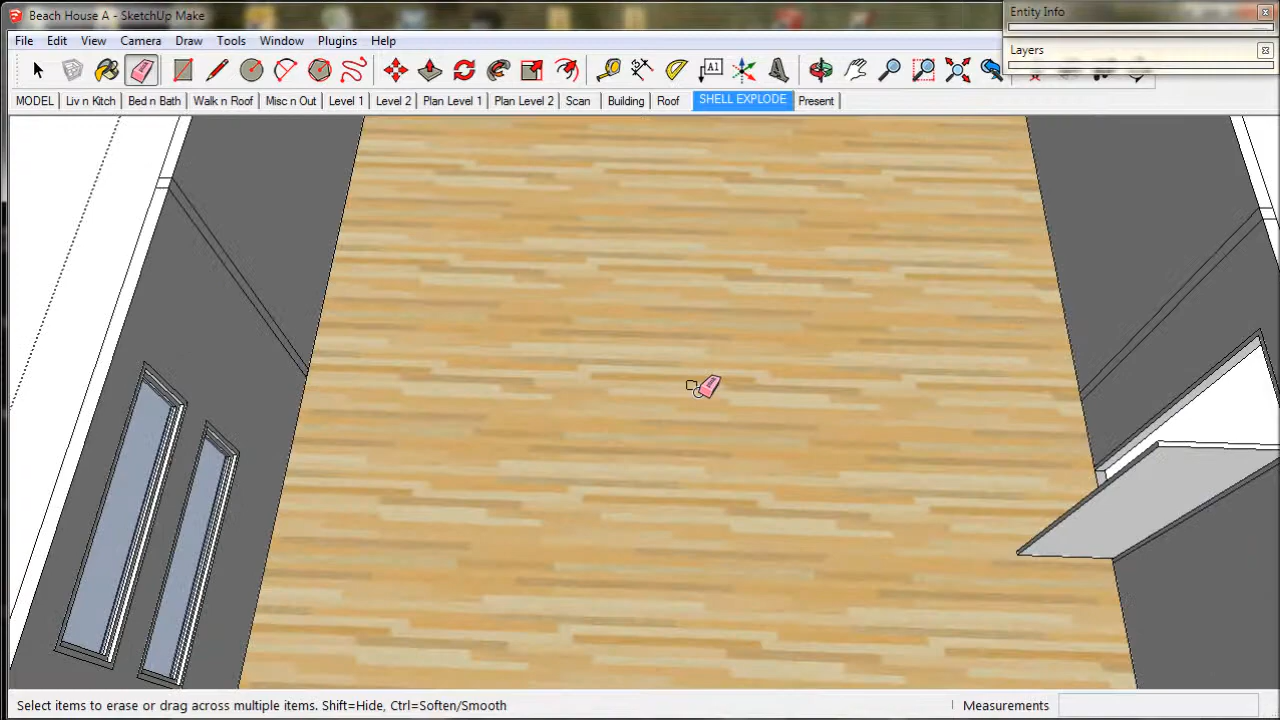 Beach House A - SketchUp Make
Entity Info
File Edit View Camera Draw Tools Window Plugins Help
Layers
A1
Liv n Kitch Bed n Bath Walk n Roof Misc n Odd Level 1 Level 2 Plan Level 1 Plan Level 2 Scan Building Roof SHELL EXPLODE Present
Select items to erase or drag across multiple items. Shift=Hide, Ctrl=Soften/Smooth
Measurements